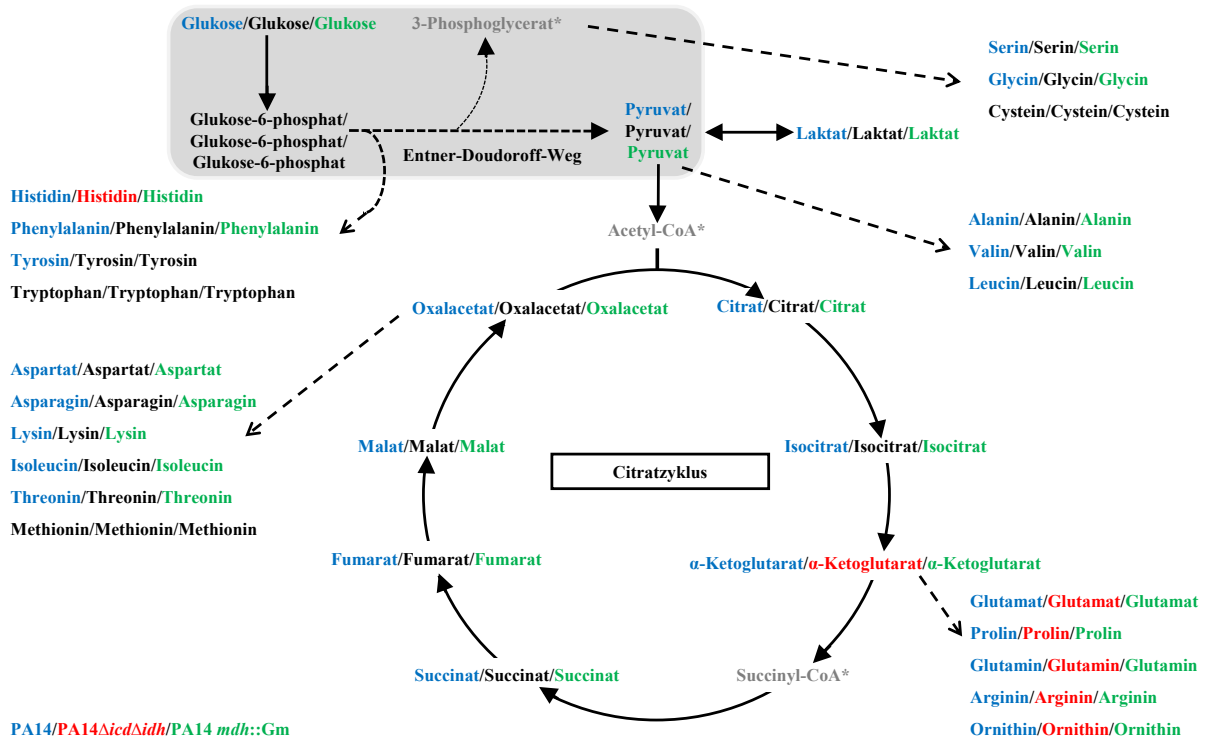 Glukose/Glukose/Glukose
3-Phosphoglycerat*
Serin/Serin/Serin
Glycin/Glycin/Glycin
Cystein/Cystein/Cystein
Glukose-6-phosphat/
Glukose-6-phosphat/
Glukose-6-phosphat
Entner-Doudoroff-Weg
Pyruvat/
Pyruvat/
Pyruvat
Laktat/Laktat/Laktat
Histidin/Histidin/Histidin
Phenylalanin/Phenylalanin/Phenylalanin
Tyrosin/Tyrosin/Tyrosin
Tryptophan/Tryptophan/Tryptophan
Acetyl-CoA*
Alanin/Alanin/Alanin
Valin/Valin/Valin
Leucin/Leucin/Leucin
Oxalacetat/Oxalacetat/Oxalacetat
Citrat/Citrat/Citrat
Aspartat/Aspartat/Aspartat
Asparagin/Asparagin/Asparagin
Lysin/Lysin/Lysin
Isoleucin/Isoleucin/Isoleucin
Threonin/Threonin/Threonin
Methionin/Methionin/Methionin
Malat/Malat/Malat
Citratzyklus
Isocitrat/Isocitrat/Isocitrat
Fumarat/Fumarat/Fumarat
α-Ketoglutarat/α-Ketoglutarat/α-Ketoglutarat
Glutamat/Glutamat/Glutamat
Prolin/Prolin/Prolin
Glutamin/Glutamin/Glutamin
Arginin/Arginin/Arginin
Ornithin/Ornithin/Ornithin
Succinat/Succinat/Succinat
Succinyl-CoA*
PA14/PA14ΔicdΔidh/PA14 mdh::Gm